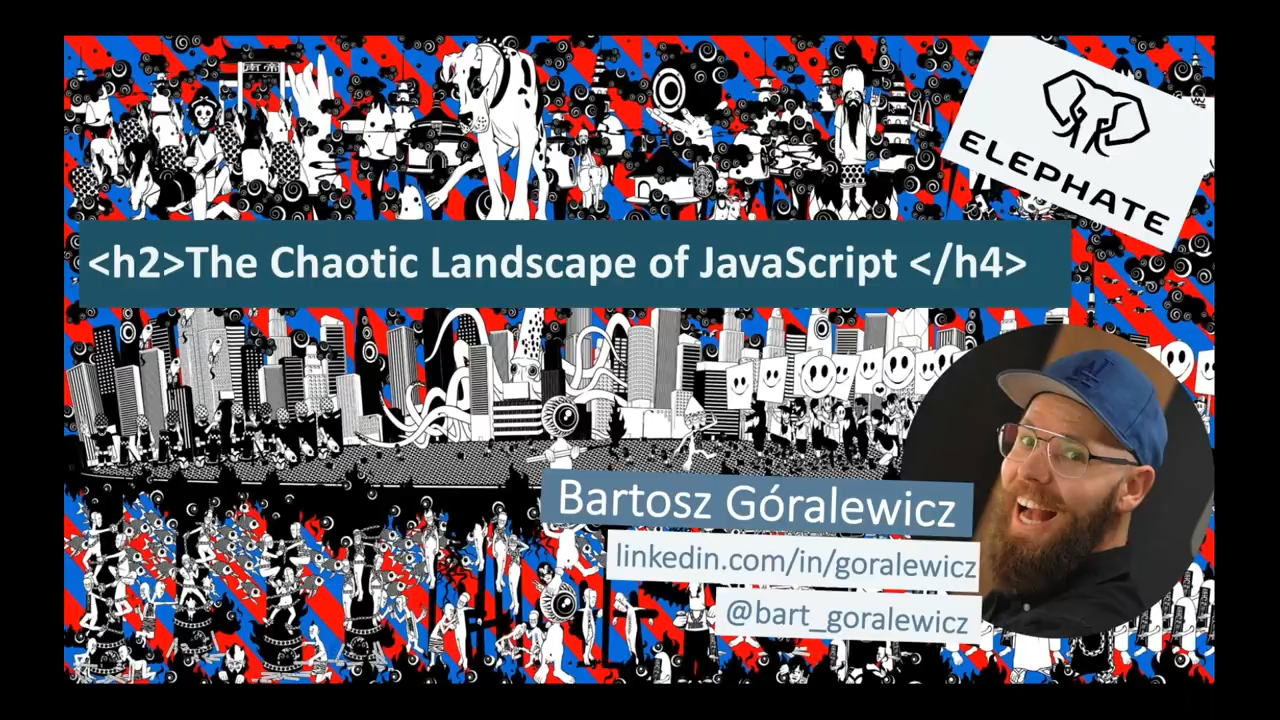 ELEPHATE
<h2>The Chaotic Landscape of JavaScript </h4>
Bartosz Góralewicz
linkedin.com/in/goralewicz
@bart_goralewicz